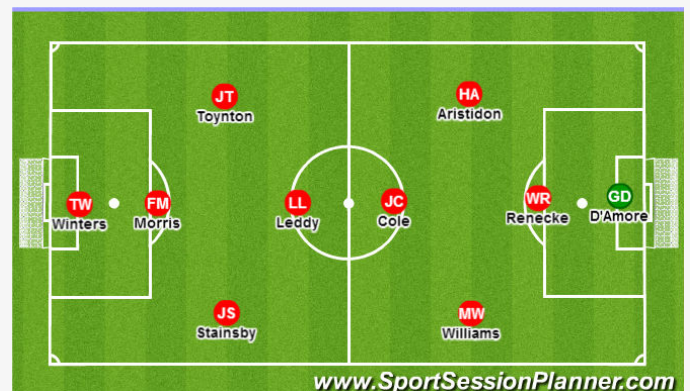 JT
Toynton
HA
Aristidon
TW
Winters
FM
Morris
LL
Leddy
JC
Cole
WR
Renecke
GD
D'Amore
JS
Stainsby
MW
Williams
www.SportSessionPlanner.com